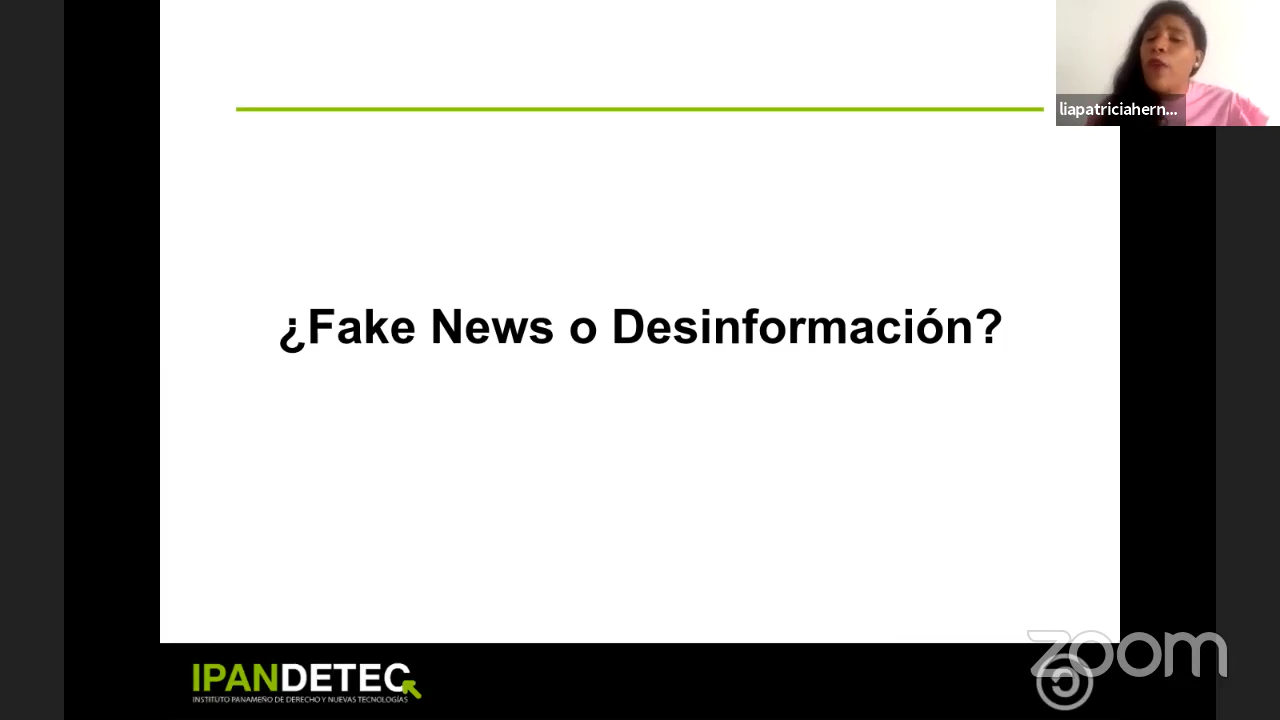 liapatriciahern...
¿Fake News o Desinformación?
IPANDETEC
INSTITUTO PANAMEÑO DE DERECHO Y NUEVAS TECNOLOGÍAS
zoom